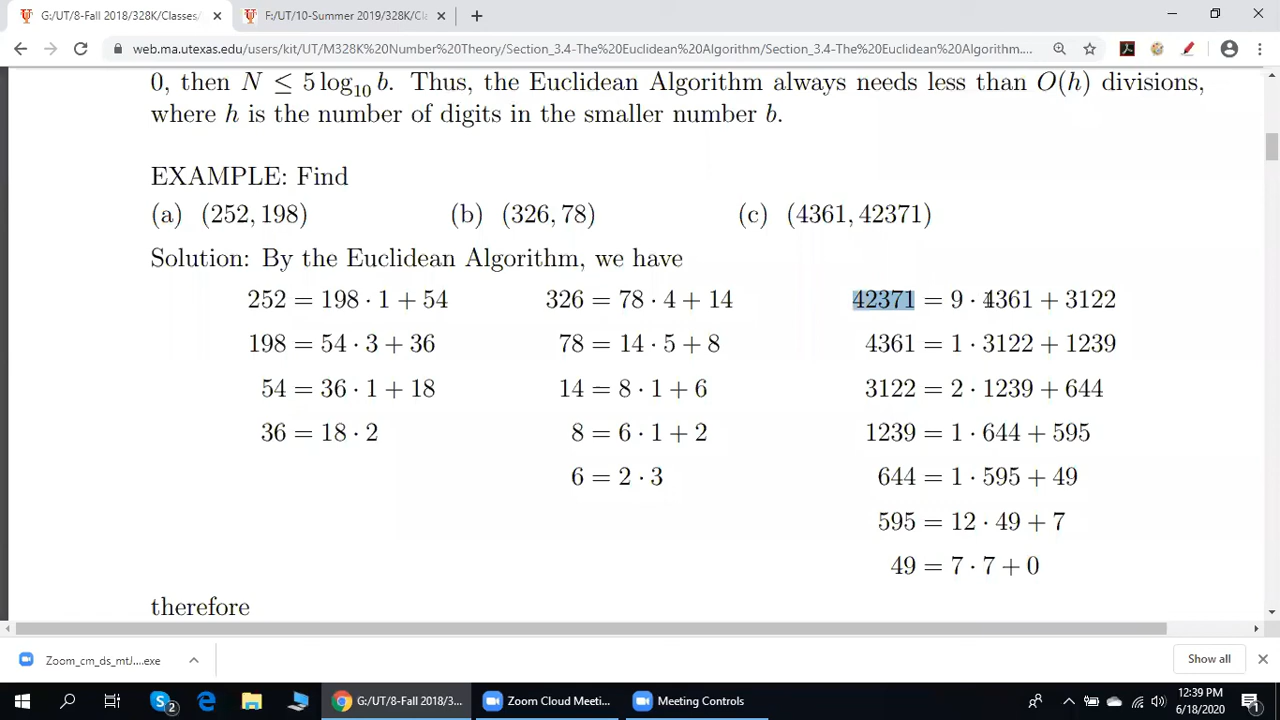 G:/UT/8-Fall 2018/328K/Classes/
F:/UT/10-Summer 2019/328K/Cl
web.ma.utexas.edu/users/kit/UT/M328K%20Number%20Theory/Section_3.4-The%20Euclidean%20Algorithm/Section_3.4-The%20Euclidean%20Algorithm....
0, then N ≤ 5 log₁₀ b. Thus, the Euclidean Algorithm always needs less than O(h) divisions,
where h is the number of digits in the smaller number b.
EXAMPLE: Find
(a) (252, 198) (b) (326, 78) (c) (4361, 42371)
Solution: By the Euclidean Algorithm, we have
252 = 198 · 1 + 54 326 = 78 · 4 + 14 42371 = 9 · 4361 + 3122
198 = 54 · 3 + 36 78 = 14 · 5 + 8 4361 = 1 · 3122 + 1239
54 = 36 · 1 + 18 14 = 8 · 1 + 6 3122 = 2 · 1239 + 644
36 = 18 · 2 8 = 6 · 1 + 2 1239 = 1 · 644 + 595
6 = 2 · 3 644 = 1 · 595 + 49
595 = 12 · 49 + 7
49 = 7 · 7 + 0
therefore
Zoom_cm_ds_mtJ....exe Show all
2 G:/UT/8-Fall 2018/3... Zoom Cloud Meeti... Meeting Controls 12:39 PM
6/18/2020 1